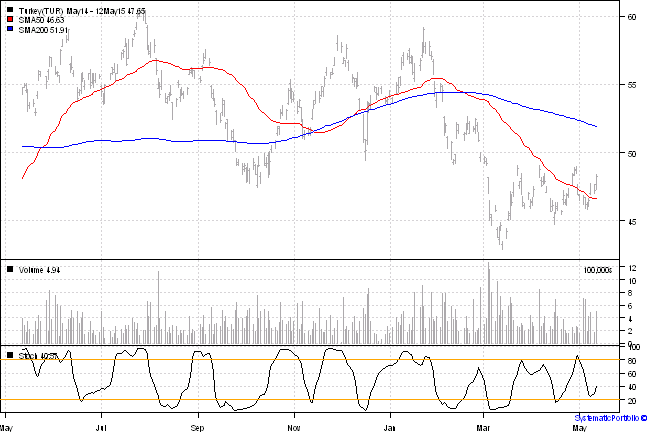 Turkey(TUR) May14 - 12May15 47.65
SMA50 46.63
SMA200 51.91
60
55
50
45
Volume 4.94
100,000s
12
10
8
6
4
2
0
Stoch 40.57
100
80
60
40
20
May
Jul
Sep
Nov
Jan
Mar
May
SystematicPortfolio ©